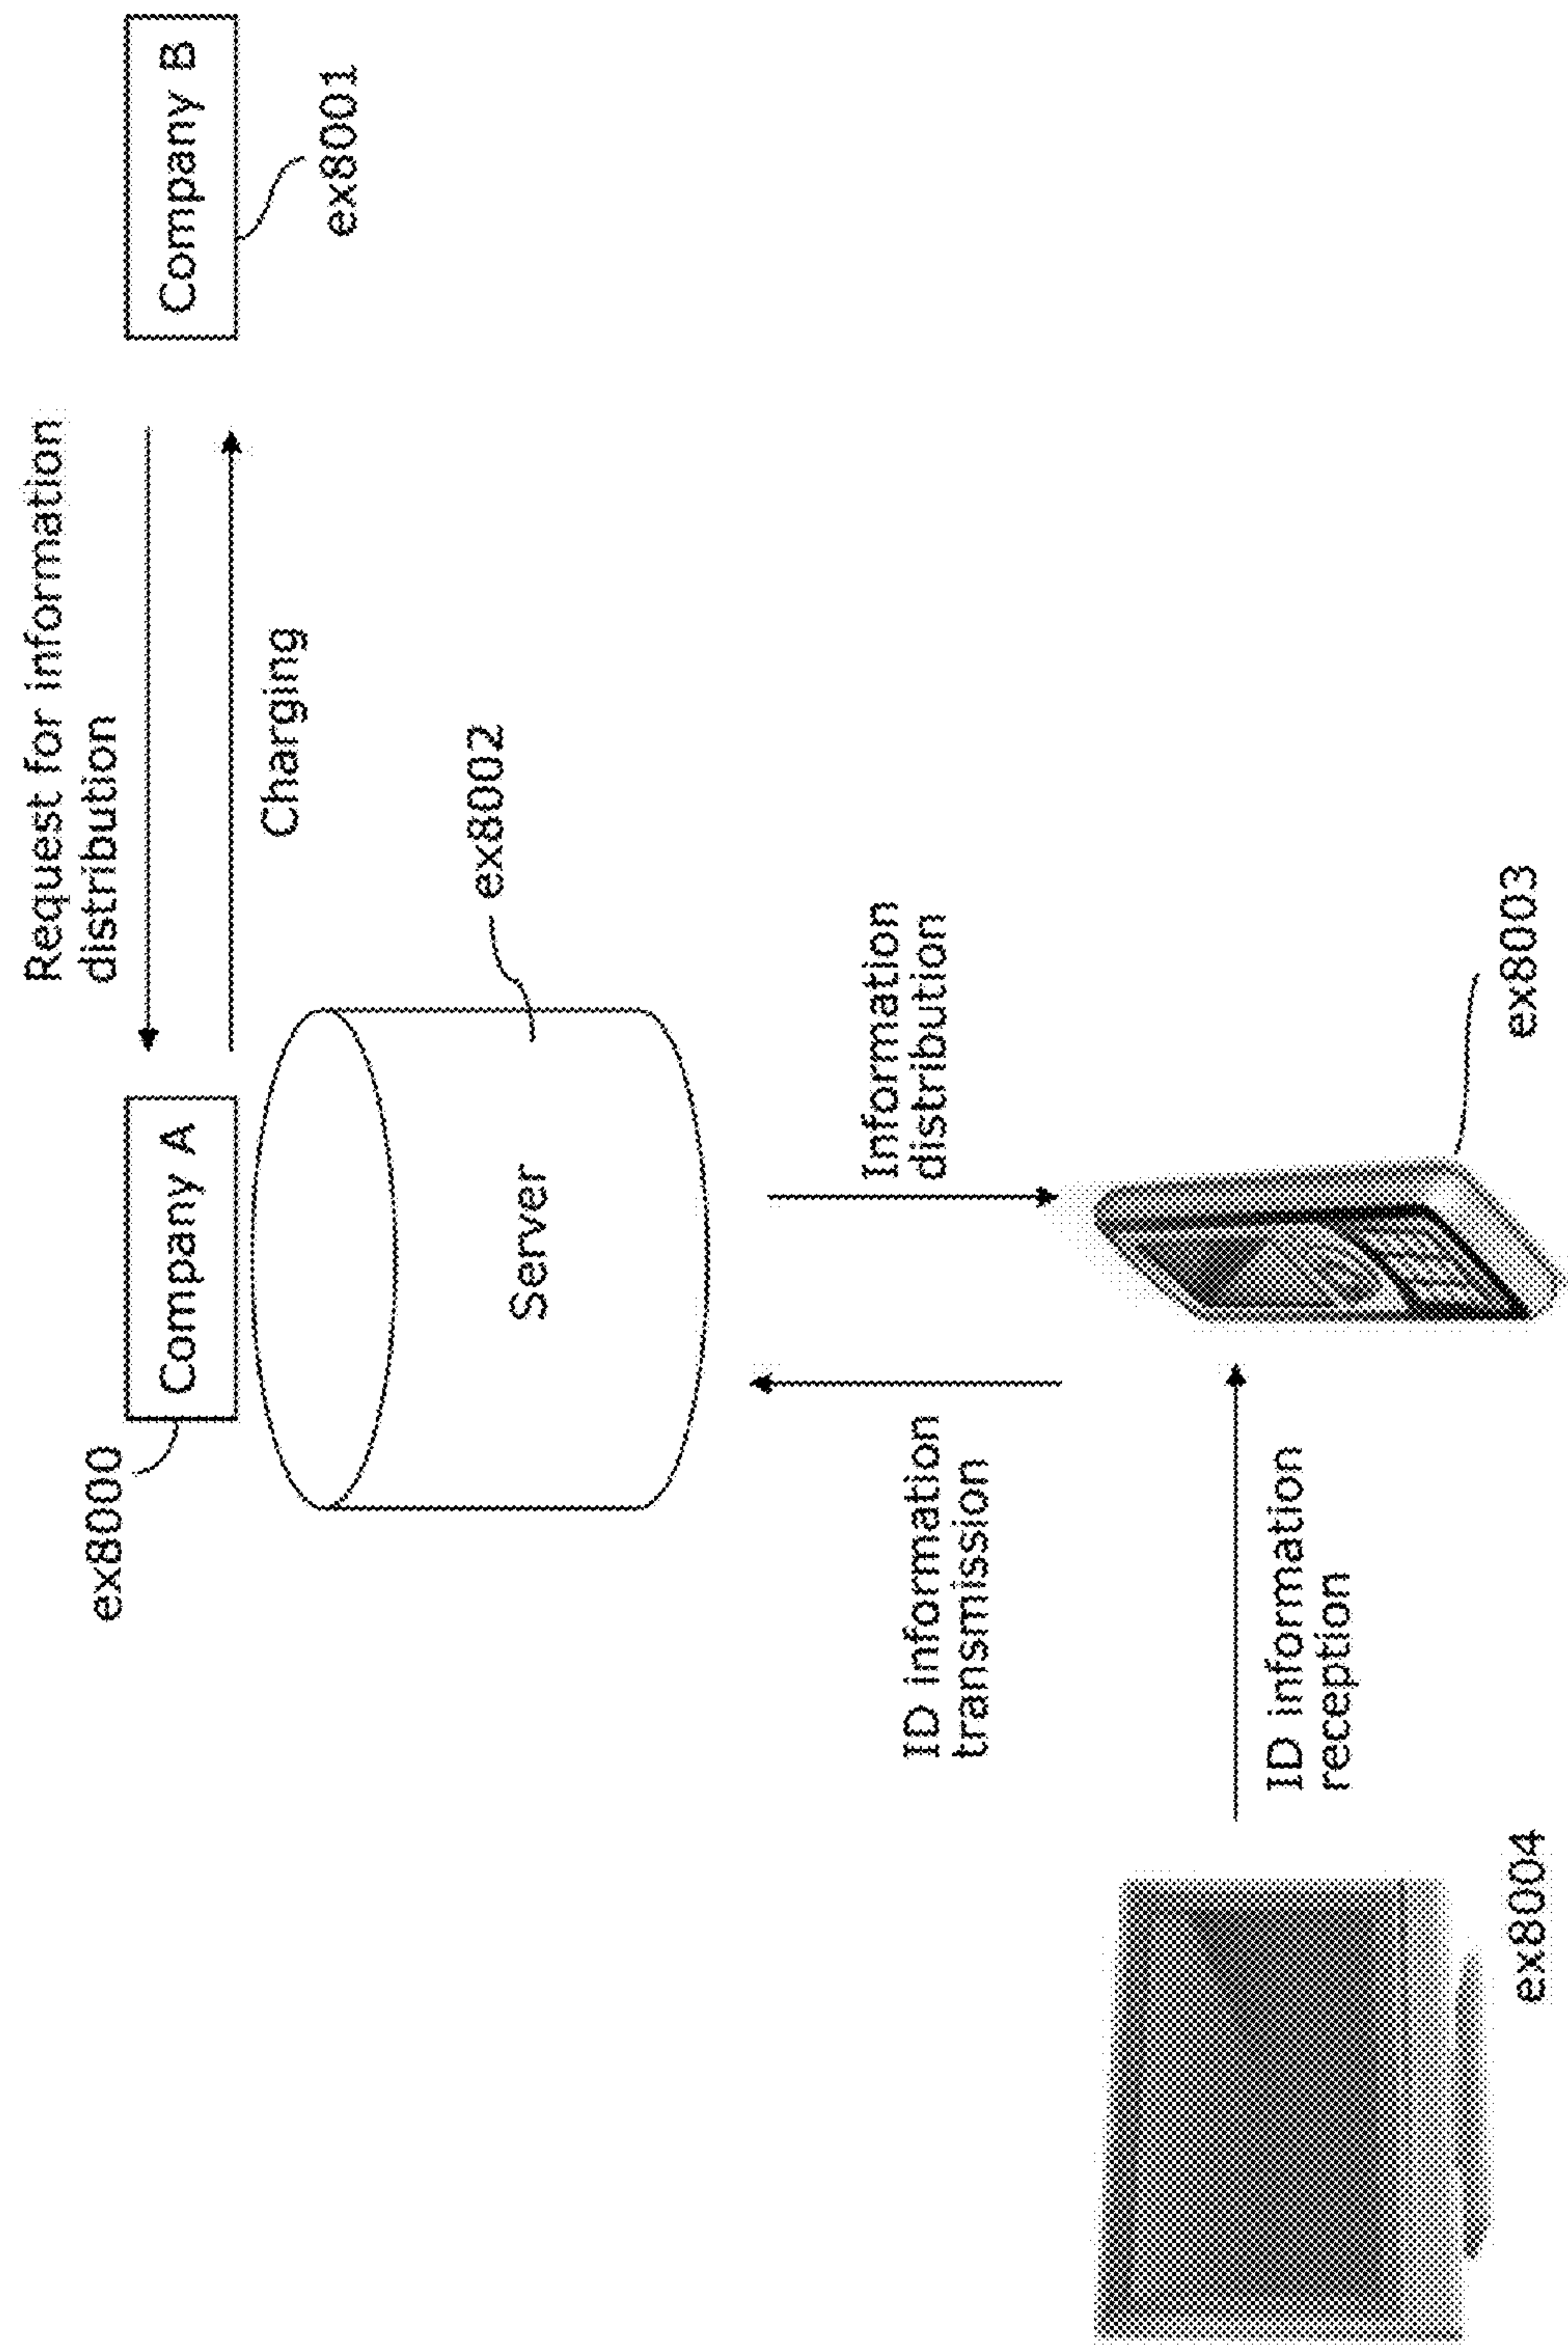 Request for information
distribution
ex8000
Company A
Company B
Charging
ex8001
ex8002
Server
Information
distribution
ID information
transmission
ID information
reception
ex8003
ex8004